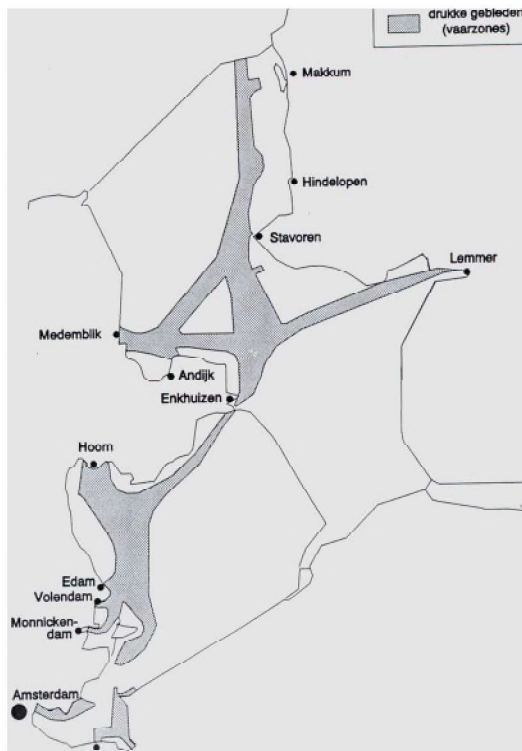 drukke gebieden
(vaarzones)
Makkum
Hindelopen
Stavoren
Lemmer
Medemblik
Andijk
Enkhuizen
Hoorn
Edam
Volendam
Monnicken-
dam
Amsterdam